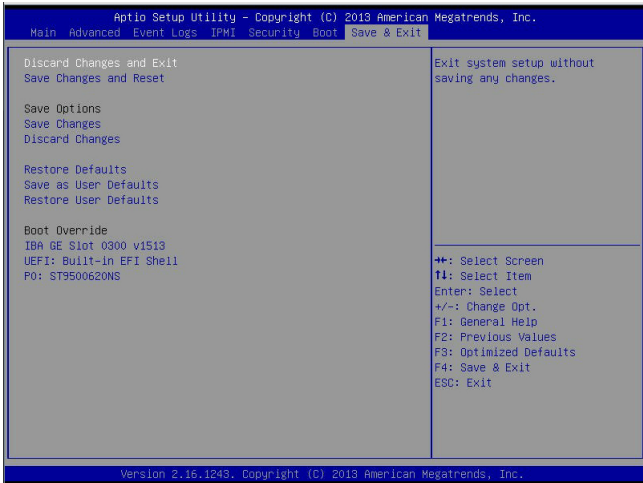 Aptio Setup Utility – Copyright (C) 2013 American Megatrends, Inc.
Main Advanced Event Logs IPMI Security Boot Save & Exit
Discard Changes and Exit
Save Changes and Reset
Save Options
Save Changes
Discard Changes
Restore Defaults
Save as User Defaults
Restore User Defaults
Boot Override
IBA GE Slot 0300 v1513
UEFI: Built-in EFI Shell
P0: ST9500620NS
Exit system setup without
saving any changes.
→←: Select Screen
↑↓: Select Item
Enter: Select
+/-: Change Opt.
F1: General Help
F2: Previous Values
F3: Optimized Defaults
F4: Save & Exit
ESC: Exit
Version 2.16.1243. Copyright (C) 2013 American Megatrends, Inc.